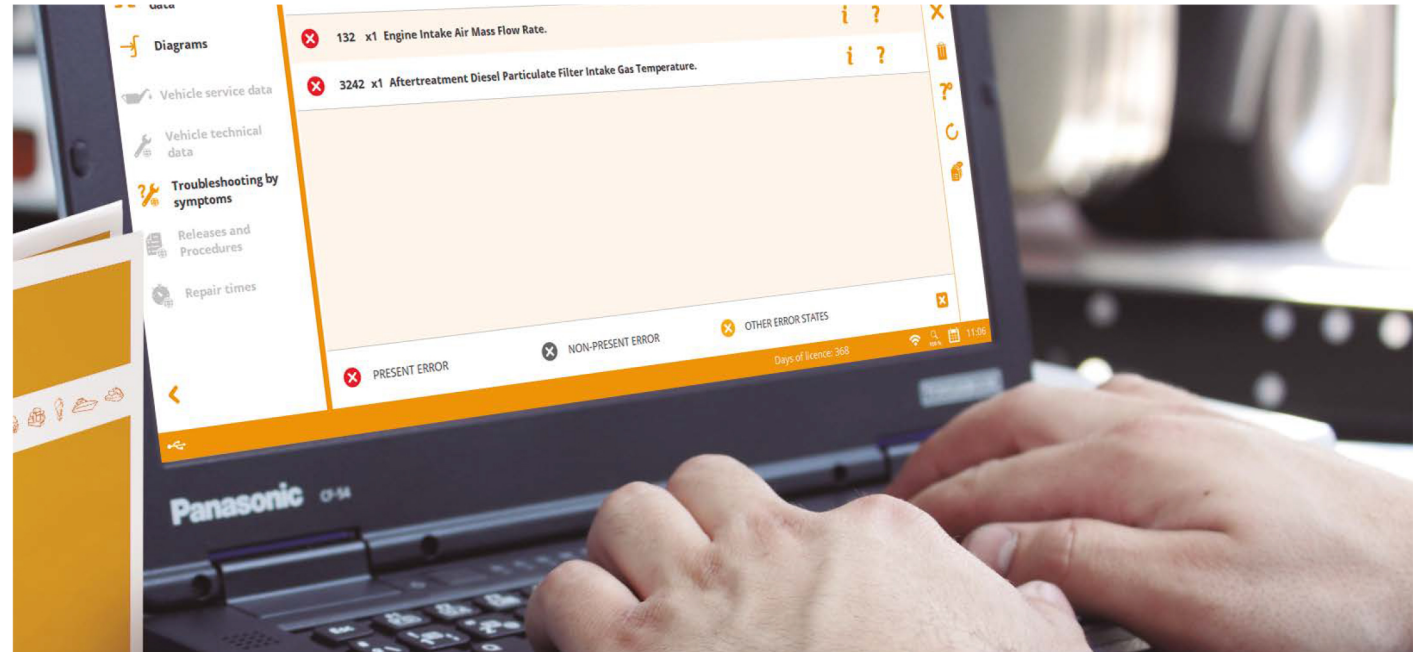 data
Diagrams
Vehicle service data
Vehicle technical
data
Troubleshooting by
symptoms
Releases and
Procedures
Repair times
132 x1 Engine Intake Air Mass Flow Rate.
i ?
3242 x1 Aftertreatment Diesel Particulate Filter Intake Gas Temperature.
i ?
PRESENT ERROR
NON-PRESENT ERROR
OTHER ERROR STATES
Days of licence: 368
11:06
Panasonic CF-54
Esc